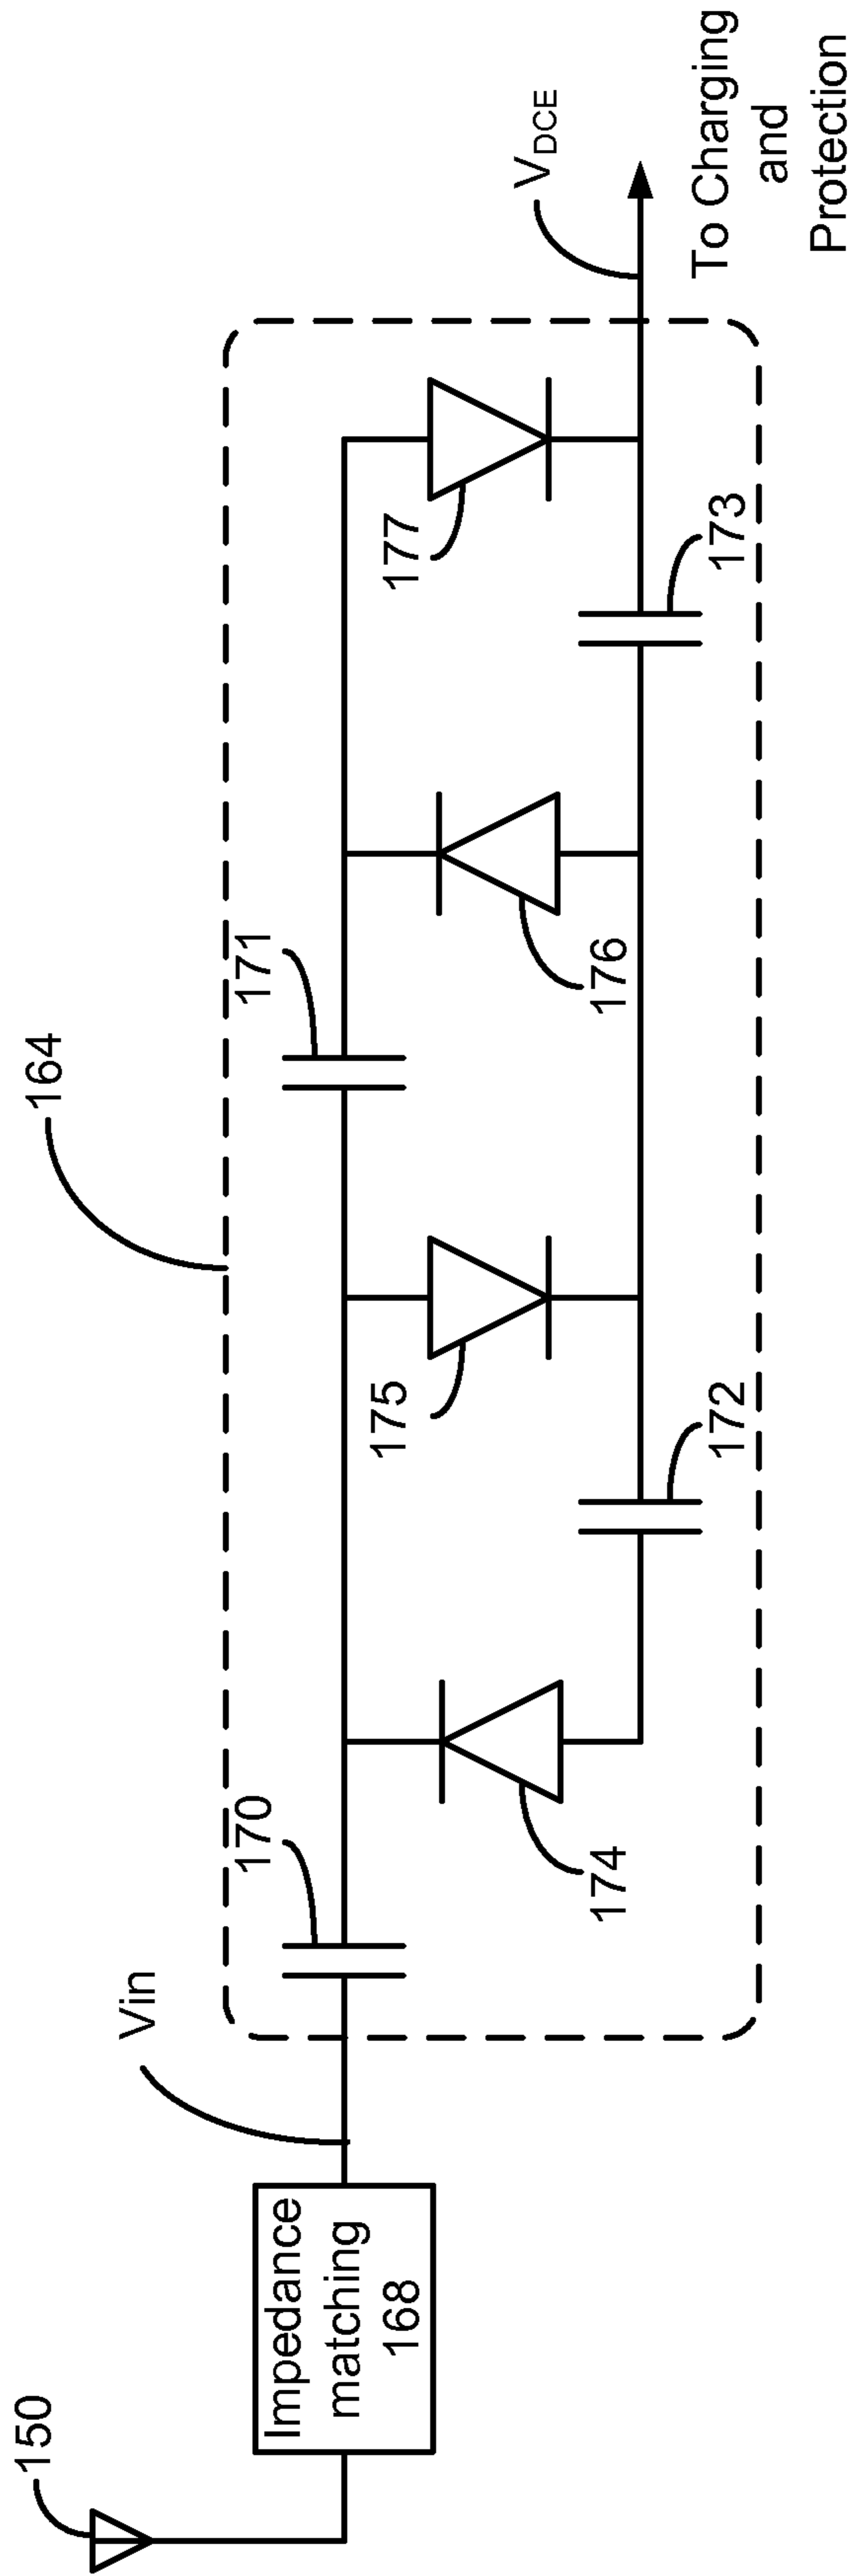 164
150
Impedance
matching
168
Vin
170
171
174
175
176
177
172
173
VDCE
To Charging
and
Protection